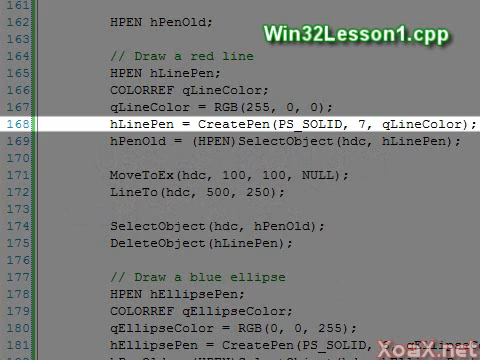 Win32Lesson1.cpp
161
162 HPEN hPenOld;
163
164 // Draw a red line
165 HPEN hLinePen;
166 COLORREF qLineColor;
167 qLineColor = RGB(255, 0, 0);
168 hLinePen = CreatePen(PS_SOLID, 7, qLineColor);
169 hPenOld = (HPEN)SelectObject(hdc, hLinePen);
170
171 MoveToEx(hdc, 100, 100, NULL);
172 LineTo(hdc, 500, 250);
173
174 SelectObject(hdc, hPenOld);
175 DeleteObject(hLinePen);
176
177 // Draw a blue ellipse
178 HPEN hEllipsePen;
179 COLORREF qEllipseColor;
180 qEllipseColor = RGB(0, 0, 255);
181 hEllipsePen = CreatePen(PS_SOLID,
XoaX.net